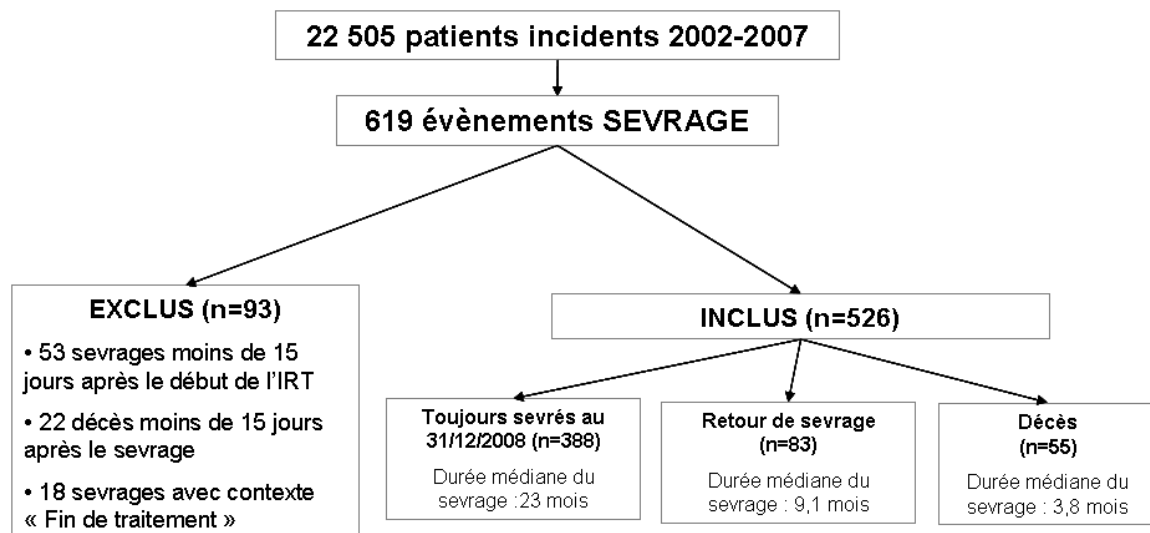 22 505 patients incidents 2002-2007
619 évènements SEVRAGE
EXCLUS (n=93)
• 53 sevrages moins de 15
jours après le début de l'IRT
• 22 décès moins de 15 jours
après le sevrage
• 18 sevrages avec contexte
« Fin de traitement »
INCLUS (n=526)
Toujours sevrés au
31/12/2008 (n=388)
Durée médiane du
sevrage :23 mois
Retour de sevrage
(n=83)
Durée médiane du
sevrage : 9,1 mois
Décès
(n=55)
Durée médiane du
sevrage : 3,8 mois